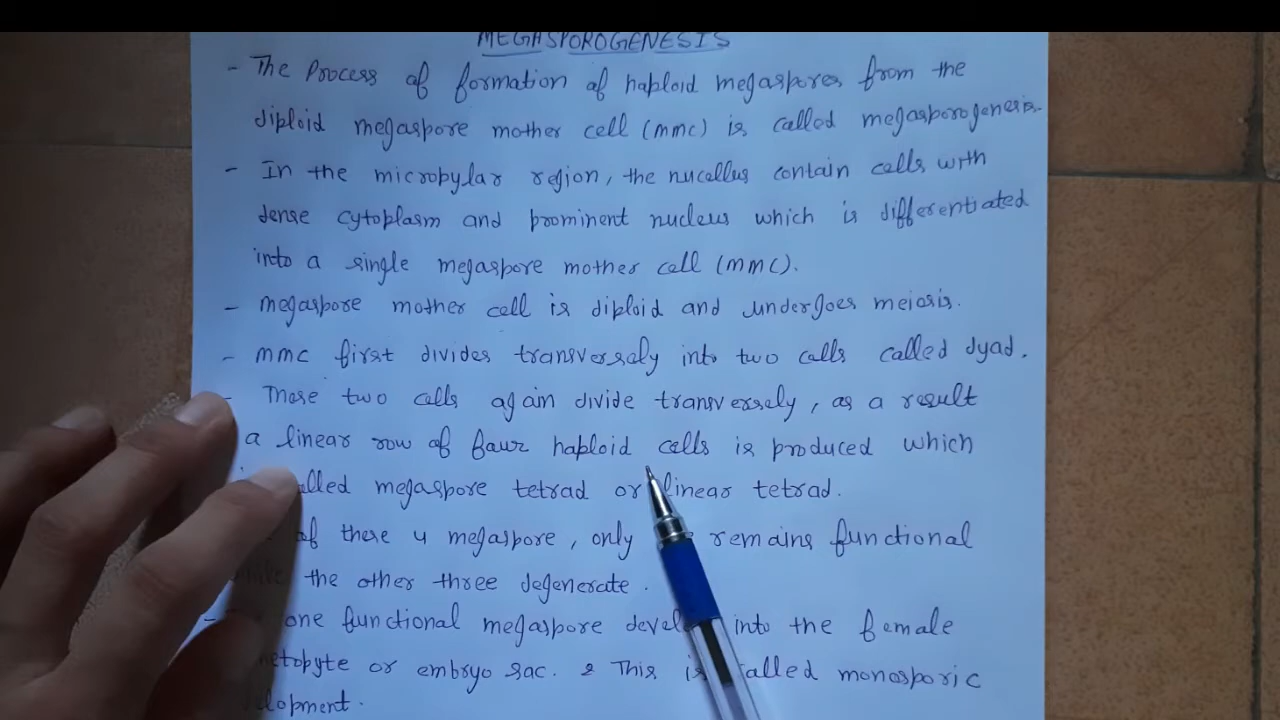 MEGASPOROGENESIS
- The Process of formation of haploid megaspores from the
diploid megaspore mother cell (mmc) is called megasporogenesis.
- In the micropylar region, the nucellus contain cells with
dense cytoplasm and prominent nucleus which is differentiated
into a single megaspore mother cell (mmc).
- megaspore mother cell is diploid and undergoes meiosis.
- mmc first divides transversely into two cells called dyad.
- These two cells again divide transversely, as a result
a linear row of four haploid cells is produced which
megaspore tetrad or linear tetrad.
of these 4 megaspore, only remains functional
the other three degenerate.
- one functional megaspore into the female
or embryo sac. & This is monosporic